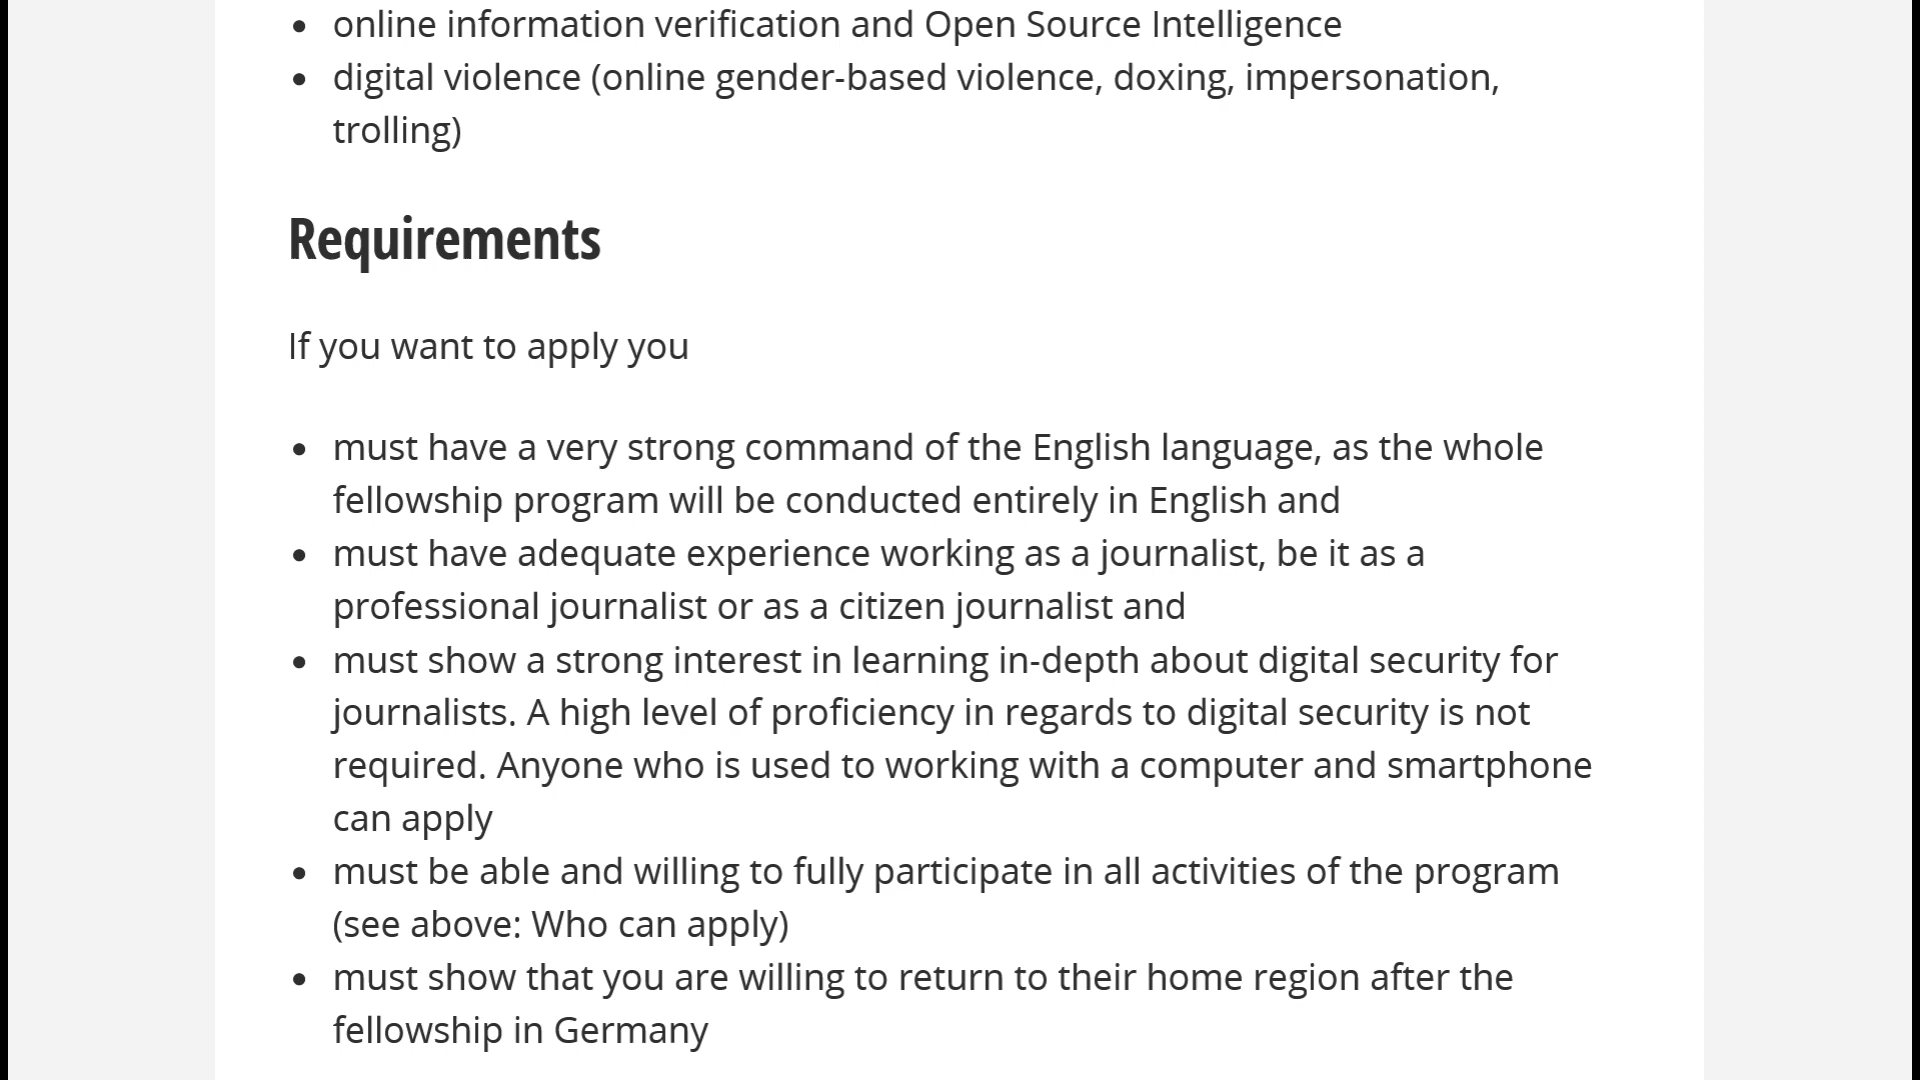 • online information verification and Open Source Intelligence
• digital violence (online gender-based violence, doxing, impersonation,
trolling)
Requirements
If you want to apply you
• must have a very strong command of the English language, as the whole
fellowship program will be conducted entirely in English and
• must have adequate experience working as a journalist, be it as a
professional journalist or as a citizen journalist and
• must show a strong interest in learning in-depth about digital security for
journalists. A high level of proficiency in regards to digital security is not
required. Anyone who is used to working with a computer and smartphone
can apply
• must be able and willing to fully participate in all activities of the program
(see above: Who can apply)
• must show that you are willing to return to their home region after the
fellowship in Germany